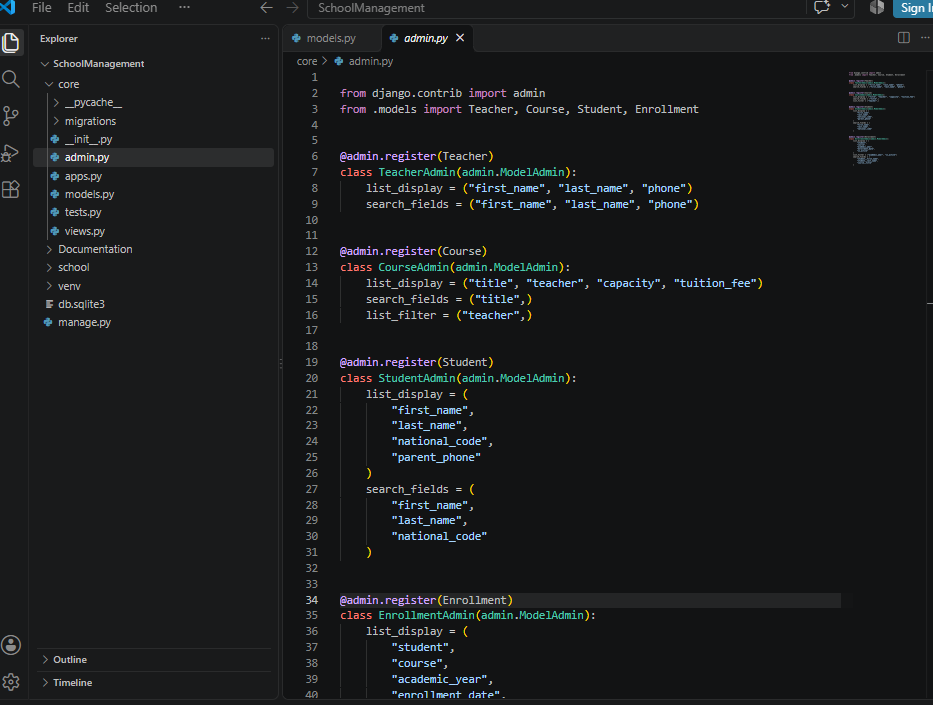 File Edit Selection ··· SchoolManagement Sign In
Explorer
SchoolManagement
core
__pycache__
migrations
__init__.py
admin.py
apps.py
models.py
tests.py
views.py
Documentation
school
venv
db.sqlite3
manage.py
Outline
Timeline
models.py
admin.py
core > admin.py
1
2 from django.contrib import admin
3 from .models import Teacher, Course, Student, Enrollment
4
5
6 @admin.register(Teacher)
7 class TeacherAdmin(admin.ModelAdmin):
8 list_display = ("first_name", "last_name", "phone")
9 search_fields = ("first_name", "last_name", "phone")
10
11
12 @admin.register(Course)
13 class CourseAdmin(admin.ModelAdmin):
14 list_display = ("title", "teacher", "capacity", "tuition_fee")
15 search_fields = ("title",)
16 list_filter = ("teacher",)
17
18
19 @admin.register(Student)
20 class StudentAdmin(admin.ModelAdmin):
21 list_display = (
22 "first_name",
23 "last_name",
24 "national_code",
25 "parent_phone"
26 )
27 search_fields = (
28 "first_name",
29 "last_name",
30 "national_code"
31 )
32
33
34 @admin.register(Enrollment)
35 class EnrollmentAdmin(admin.ModelAdmin):
36 list_display = (
37 "student",
38 "course",
39 "academic_year",
40 "enrollment_date",